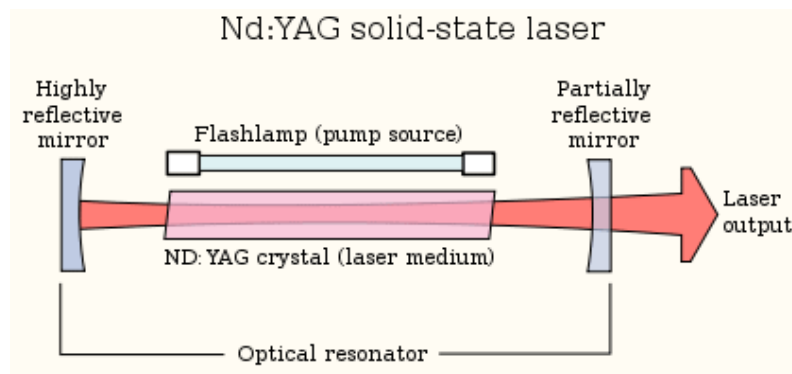 Nd:YAG solid-state laser
Highly
reflective
mirror
Partially
reflective
mirror
Flashlamp (pump source)
Laser
output
ND: YAG crystal (laser medium)
Optical resonator